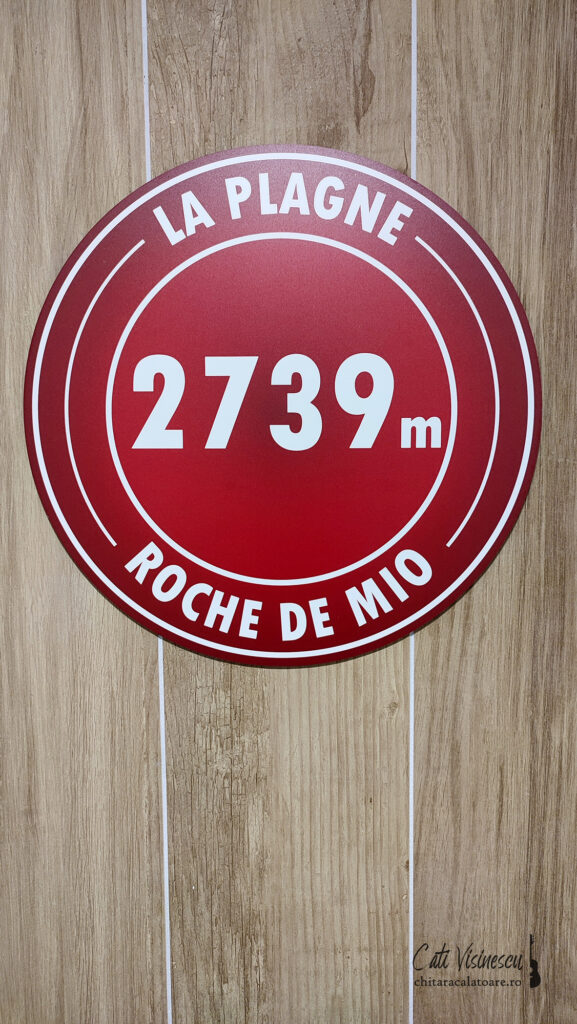 LA PLAGNE
2739m
ROCHE DE MIO
Cati Visinescu
chitaracalatoare.ro